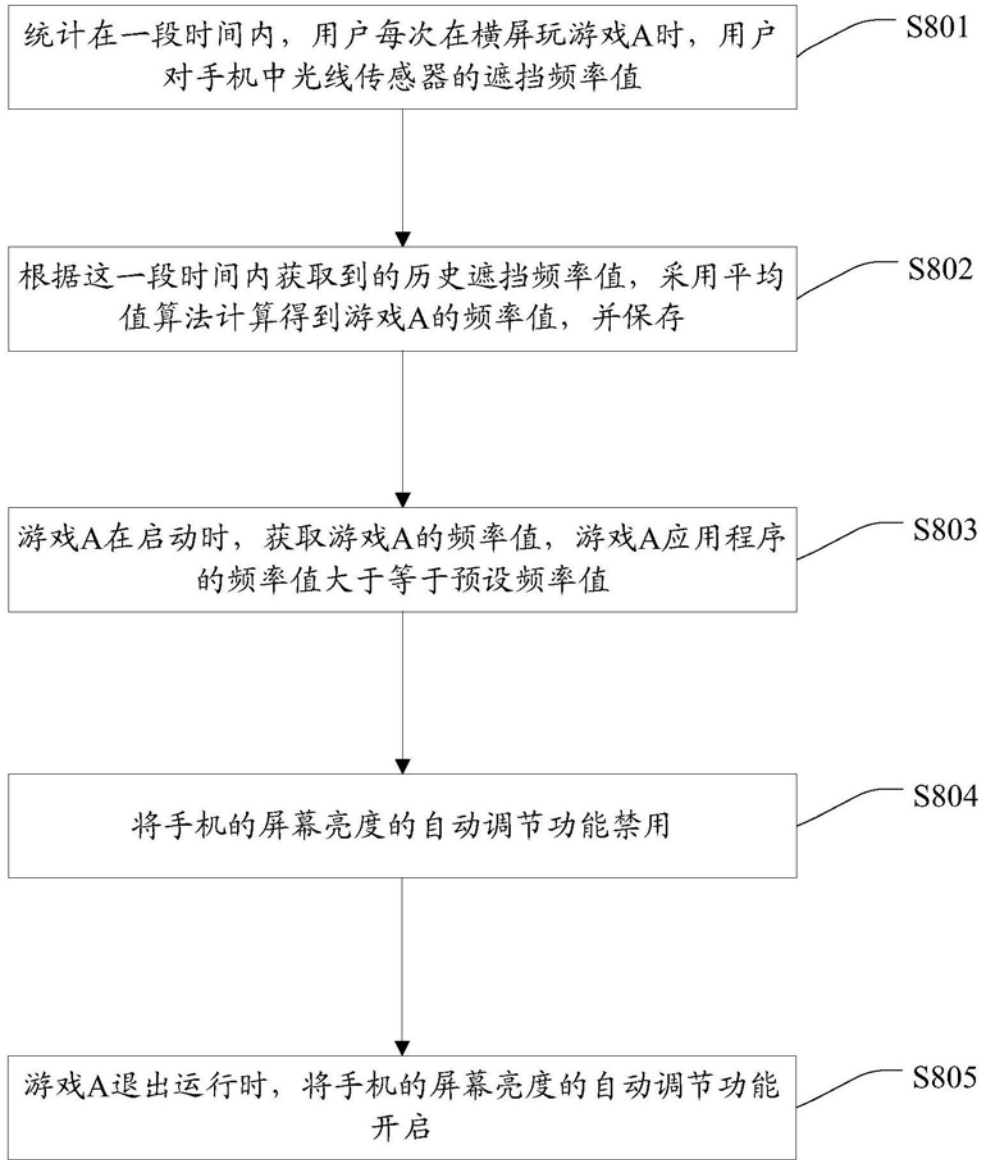 统计在一段时间内，用户每次在横屏玩游戏A时，用户
对手机中光线传感器的遮挡频率值
S801
根据这一段时间内获取到的历史遮挡频率值，采用平均
值算法计算得到游戏A的频率值，并保存
S802
游戏A在启动时，获取游戏A的频率值，游戏A应用程序
的频率值大于等于预设频率值
S803
将手机的屏幕亮度的自动调节功能禁用
S804
游戏A退出运行时，将手机的屏幕亮度的自动调节功能
开启
S805